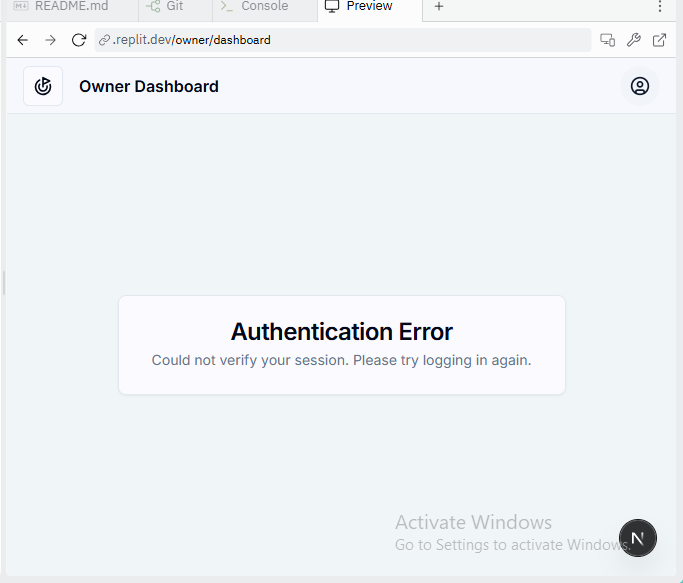 README.md
Git
Console
Preview
.replit.dev/owner/dashboard
Owner Dashboard
Authentication Error
Could not verify your session. Please try logging in again.
Activate Windows
Go to Settings to activate Windows.
N